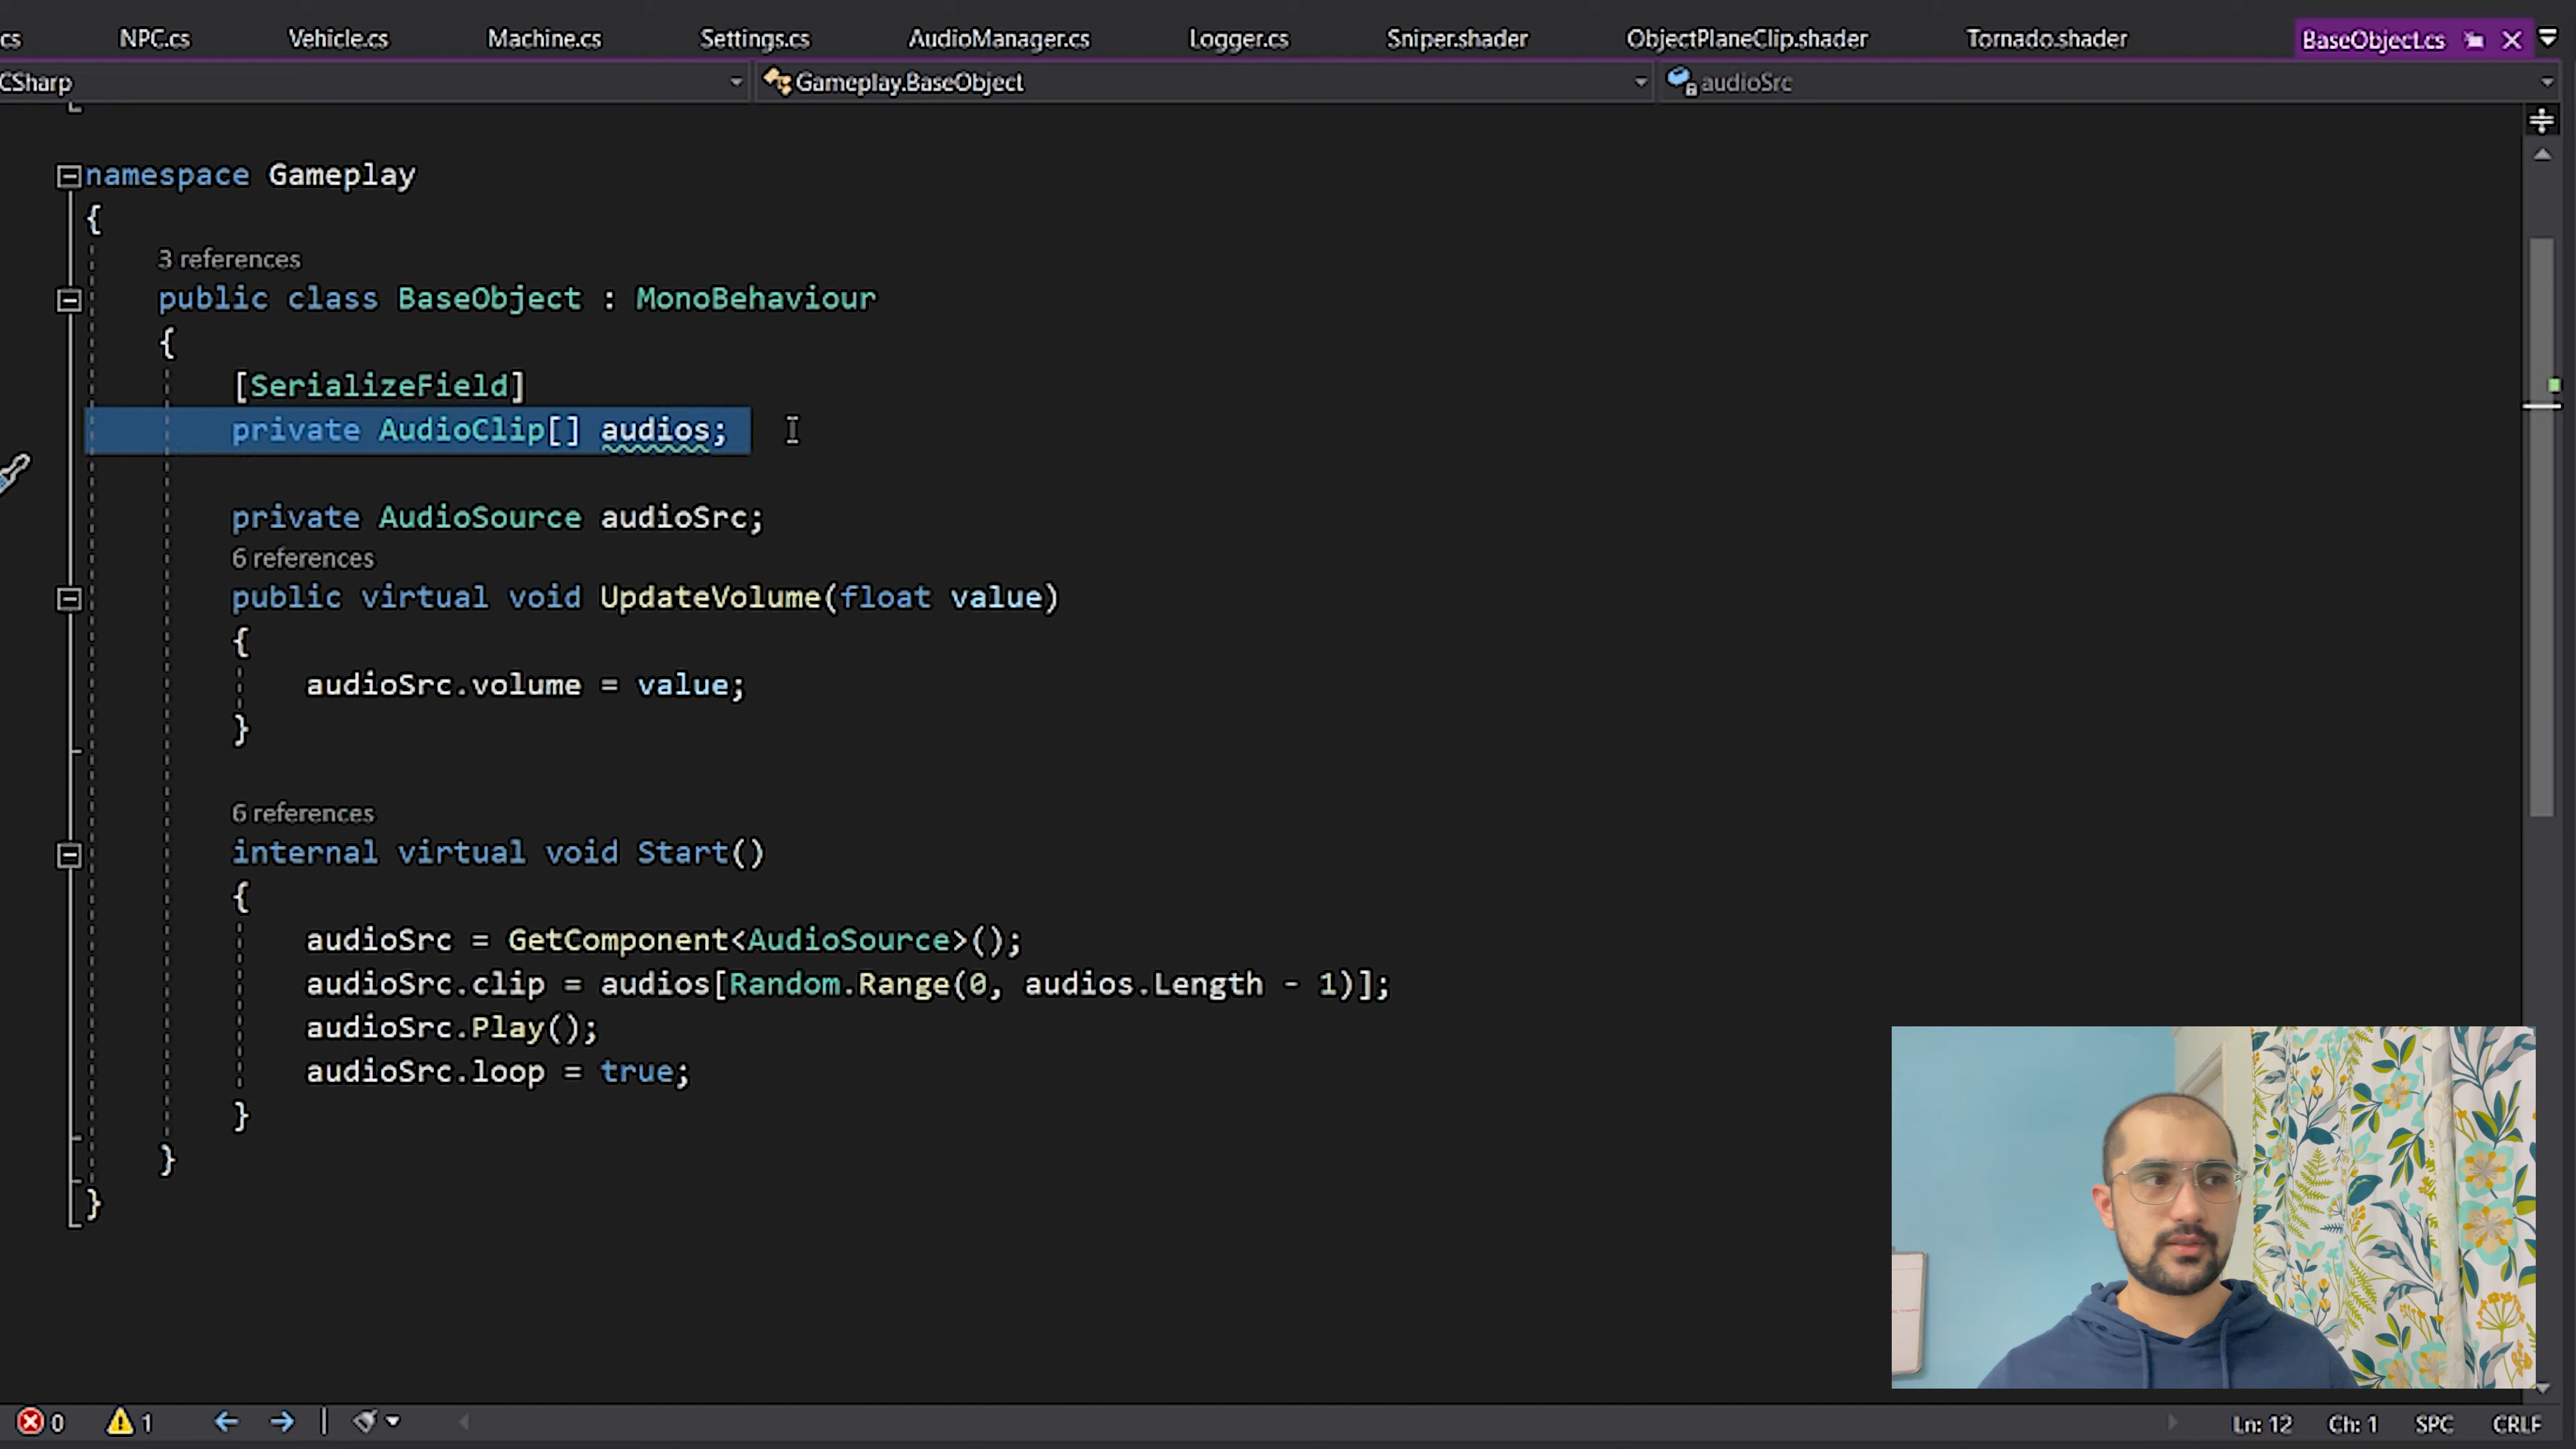 cs NPC.cs Vehicle.cs Machine.cs Settings.cs AudioManager.cs Logger.cs Sniper.shader ObjectPlaneClip.shader Tornado.shader BaseObject.cs
CSharp Gameplay.BaseObject audioSrc
namespace Gameplay
{
3 references
public class BaseObject : MonoBehaviour
{
[SerializeField]
private AudioClip[] audios;
private AudioSource audioSrc;
6 references
public virtual void UpdateVolume(float value)
{
audioSrc.volume = value;
}
6 references
internal virtual void Start()
{
audioSrc = GetComponent<AudioSource>();
audioSrc.clip = audios[Random.Range(0, audios.Length - 1)];
audioSrc.Play();
audioSrc.loop = true;
}
}
}
0 1 Ln: 12 Ch: 1 SPC CRLF